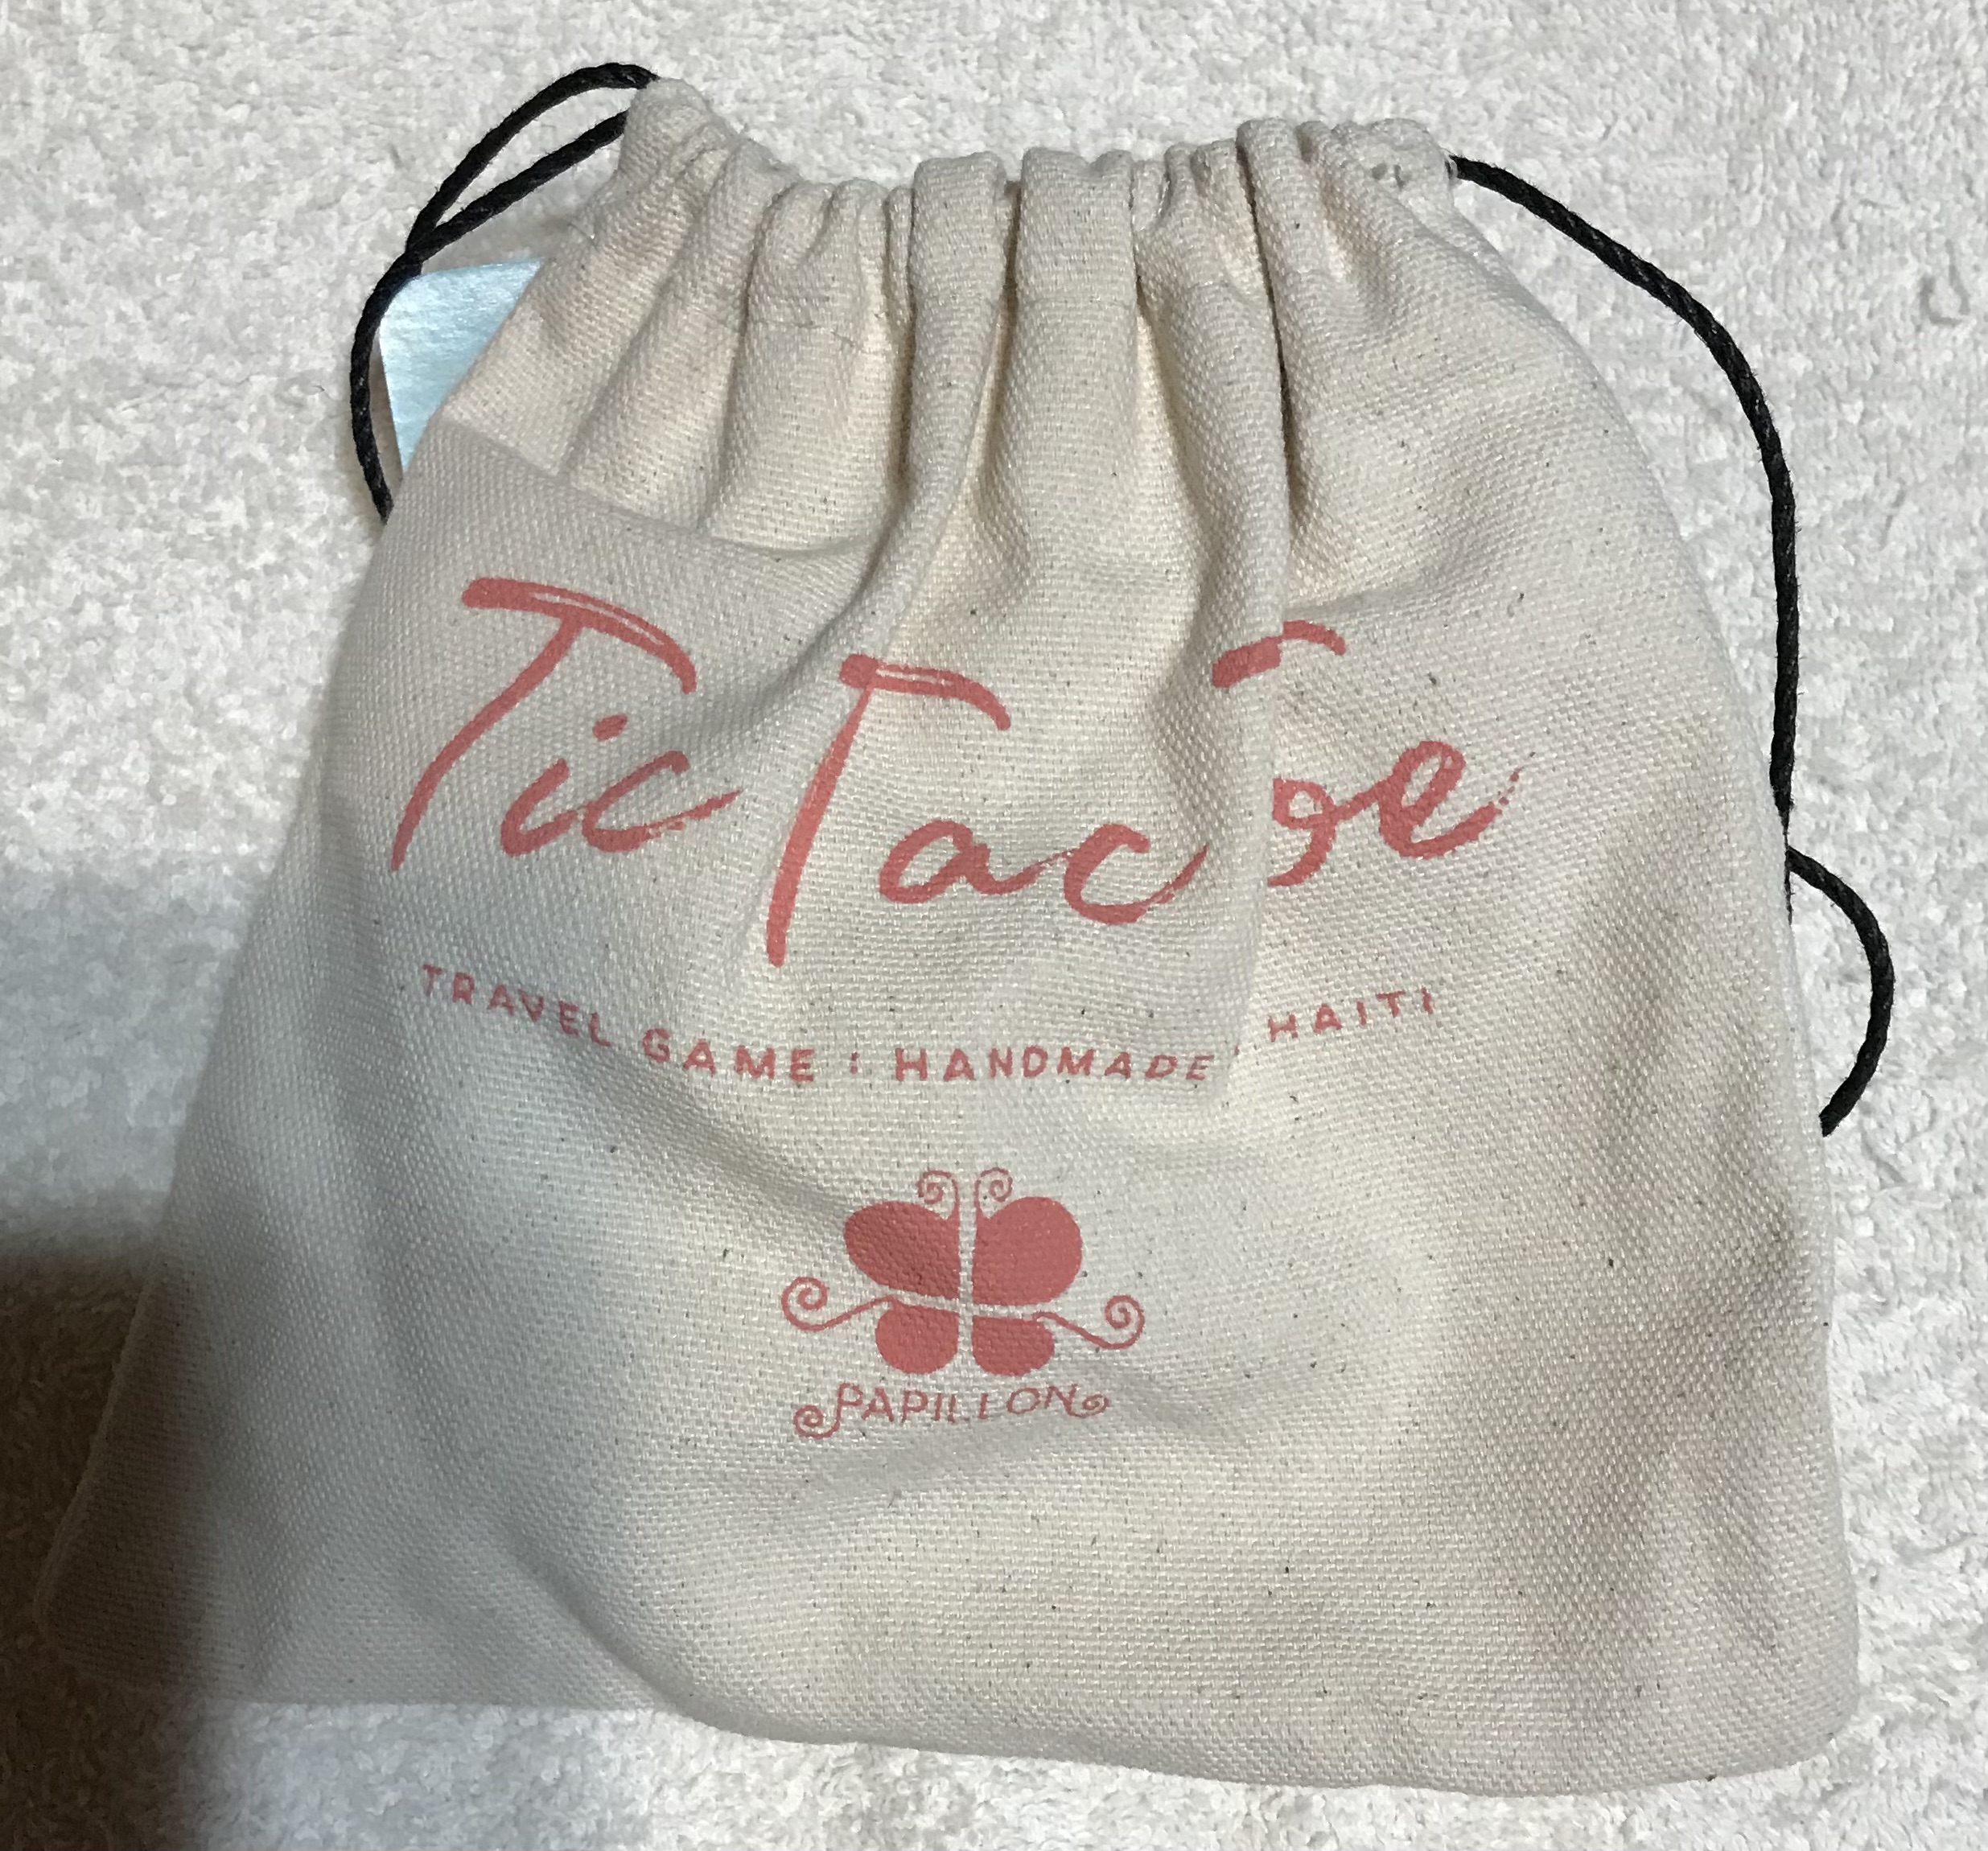 Tic Tac Toe
TRAVEL GAME : HANDMADE : HAITI
PAPILLON